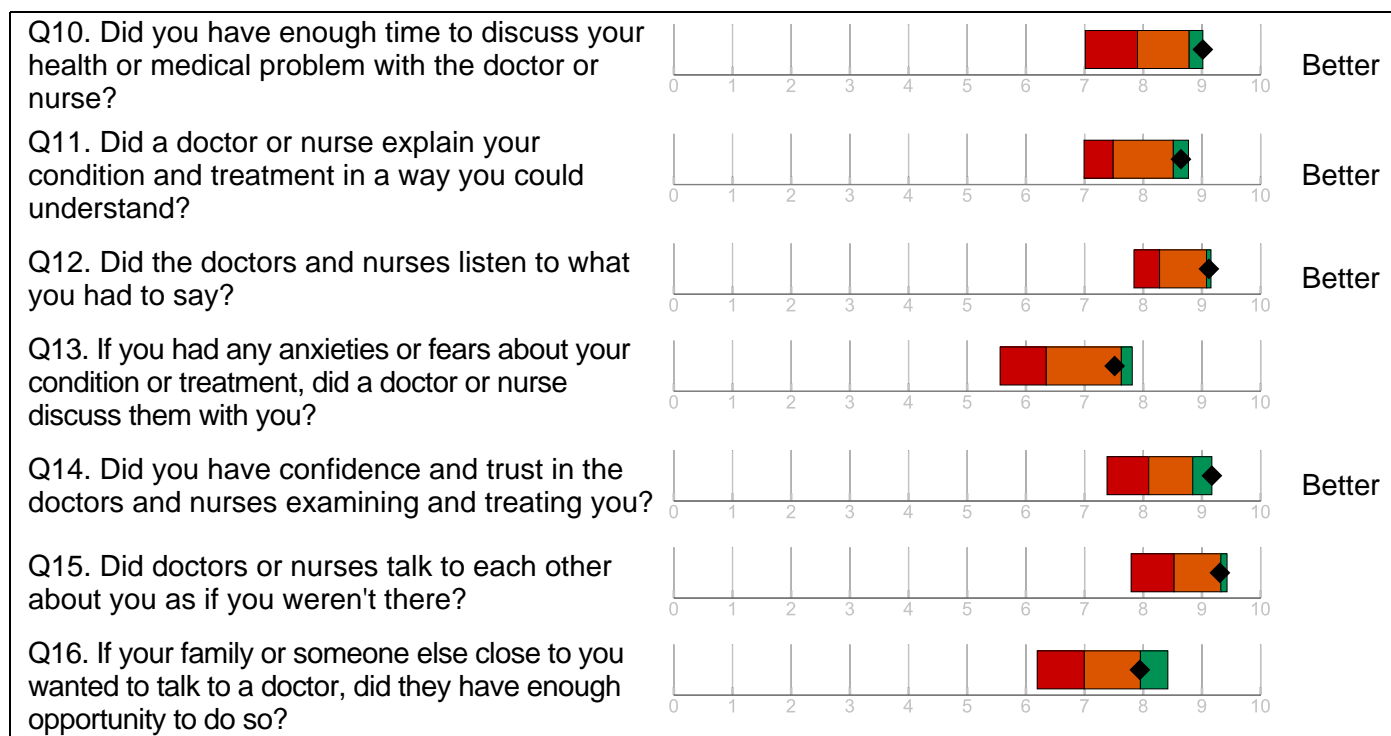 Q10. Did you have enough time to discuss your
health or medical problem with the doctor or
nurse?
0 1 2 3 4 5 6 7 8 9 10
Better
Q11. Did a doctor or nurse explain your
condition and treatment in a way you could
understand?
0 1 2 3 4 5 6 7 8 9 10
Better
Q12. Did the doctors and nurses listen to what
you had to say?
0 1 2 3 4 5 6 7 8 9 10
Better
Q13. If you had any anxieties or fears about your
condition or treatment, did a doctor or nurse
discuss them with you?
0 1 2 3 4 5 6 7 8 9 10
Q14. Did you have confidence and trust in the
doctors and nurses examining and treating you?
0 1 2 3 4 5 6 7 8 9 10
Better
Q15. Did doctors or nurses talk to each other
about you as if you weren't there?
0 1 2 3 4 5 6 7 8 9 10
Q16. If your family or someone else close to you
wanted to talk to a doctor, did they have enough
opportunity to do so?
0 1 2 3 4 5 6 7 8 9 10